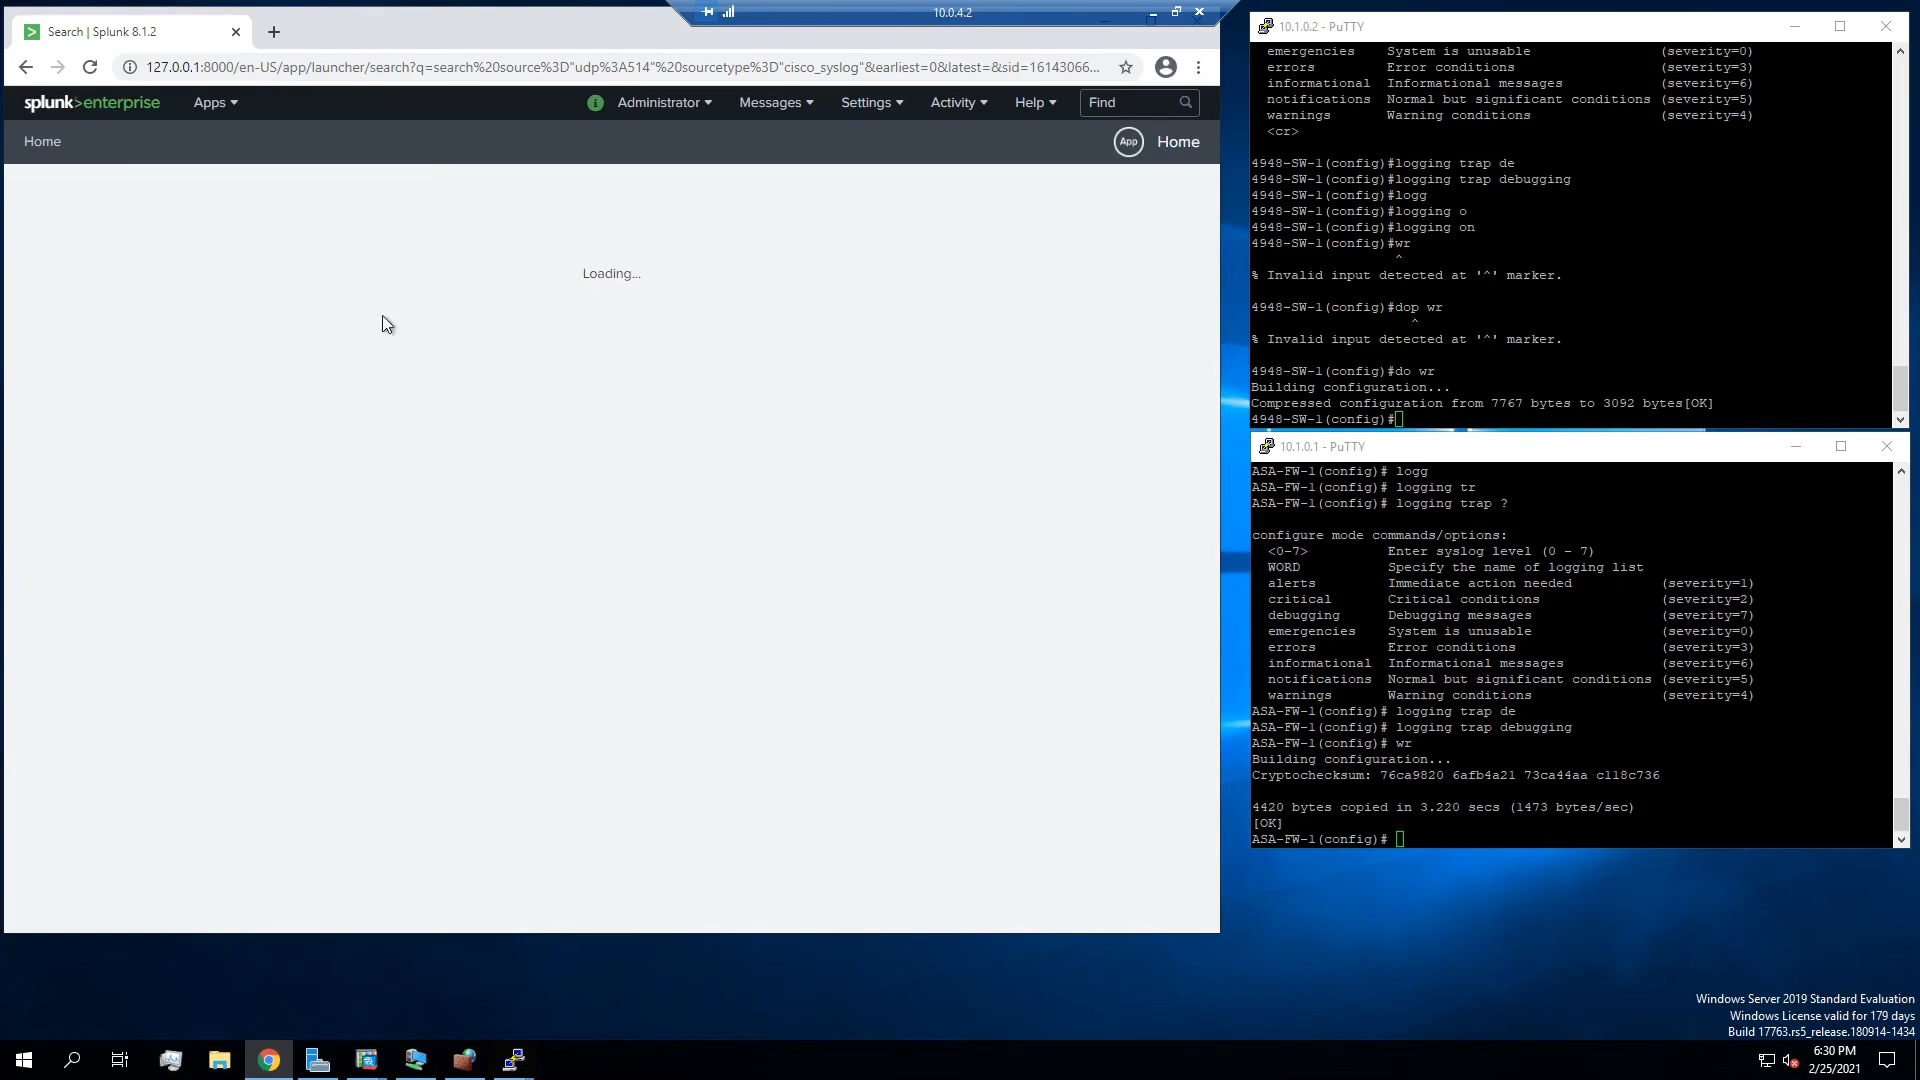 10.0.4.2
Search | Splunk 8.1.2
127.0.0.1:8000/en-US/app/launcher/search?q=search%20source%3D"udp%3A514"%20sourcetype%3D"cisco_syslog"&earliest=0&latest=&sid=16143066...
splunk>enterprise
Apps
i
Administrator
Messages
Settings
Activity
Help
Find
Home
App
Home
Loading...
10.1.0.2 - PuTTY
emergencies System is unusable (severity=0)
errors Error conditions (severity=3)
informational Informational messages (severity=6)
notifications Normal but significant conditions (severity=5)
warnings Warning conditions (severity=4)
<cr>
4948-SW-1(config)#logging trap de
4948-SW-1(config)#logging trap debugging
4948-SW-1(config)#logg
4948-SW-1(config)#logging o
4948-SW-1(config)#logging on
4948-SW-1(config)#wr
^
% Invalid input detected at '^' marker.
4948-SW-1(config)#dop wr
^
% Invalid input detected at '^' marker.
4948-SW-1(config)#do wr
Building configuration...
Compressed configuration from 7767 bytes to 3092 bytes[OK]
4948-SW-1(config)#
10.1.0.1 - PuTTY
ASA-FW-1(config)# logg
ASA-FW-1(config)# logging tr
ASA-FW-1(config)# logging trap ?
configure mode commands/options:
<0-7> Enter syslog level (0 - 7)
WORD Specify the name of logging list
alerts Immediate action needed (severity=1)
critical Critical conditions (severity=2)
debugging Debugging messages (severity=7)
emergencies System is unusable (severity=0)
errors Error conditions (severity=3)
informational Informational messages (severity=6)
notifications Normal but significant conditions (severity=5)
warnings Warning conditions (severity=4)
ASA-FW-1(config)# logging trap de
ASA-FW-1(config)# logging trap debugging
ASA-FW-1(config)# wr
Building configuration...
Cryptochecksum: 76ca9820 6afb4a21 73ca44aa c118c736
4420 bytes copied in 3.220 secs (1473 bytes/sec)
[OK]
ASA-FW-1(config)#
Windows Server 2019 Standard Evaluation
Windows License valid for 179 days
Build 17763.rs5_release.180914-1434
6:30 PM
2/25/2021